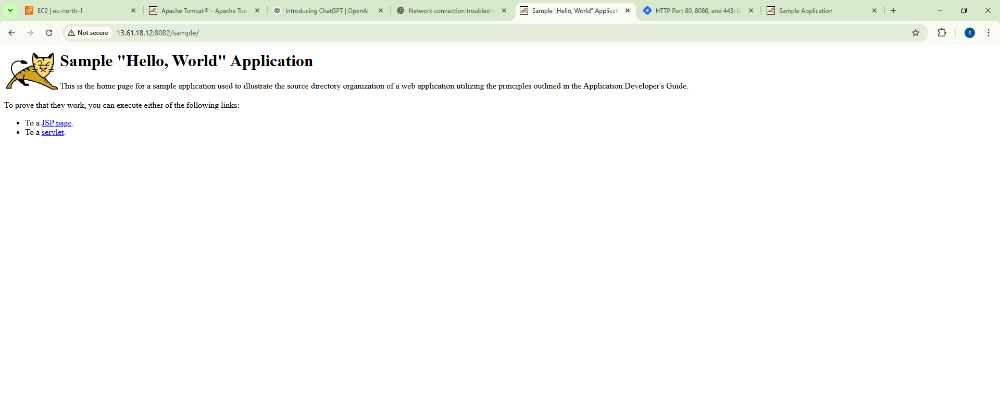 EC2 | eu-north-1
Apache Tomcat® - Apache Tom
Introducing ChatGPT | OpenAI
Network connection troublesho
Sample "Hello, World" Applicati
HTTP Port 80, 8080, and 443: U
Sample Application
Not secure
13.61.18.12:8082/sample/
S
Sample "Hello, World" Application
This is the home page for a sample application used to illustrate the source directory organization of a web application utilizing the principles outlined in the Application Developer's Guide.
To prove that they work, you can execute either of the following links:
• To a JSP page.
• To a servlet.